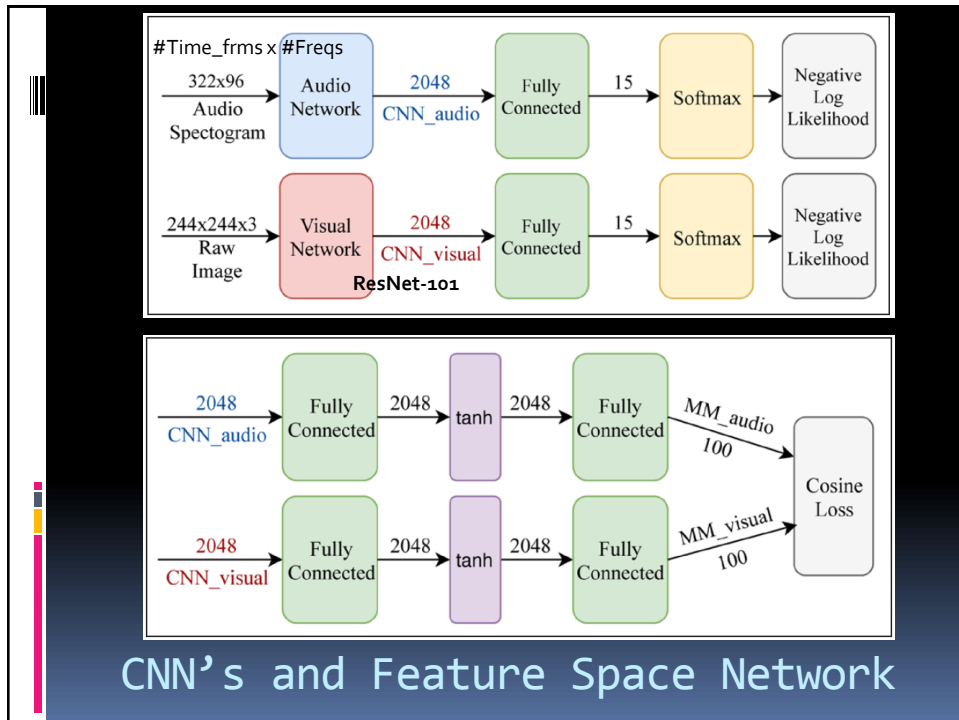 #Time_frms x #Freqs
322x96
Audio
Spectogram
Audio
Network
2048
CNN_audio
Fully
Connected
15
Softmax
Negative
Log
Likelihood
244x244x3
Raw
Image
Visual
Network
2048
CNN_visual
ResNet-101
Fully
Connected
15
Softmax
Negative
Log
Likelihood
2048
CNN_audio
Fully
Connected
2048
tanh
2048
Fully
Connected
MM_audio
100
2048
CNN_visual
Fully
Connected
2048
tanh
2048
Fully
Connected
MM_visual
100
Cosine
Loss
CNN’s and Feature Space Network